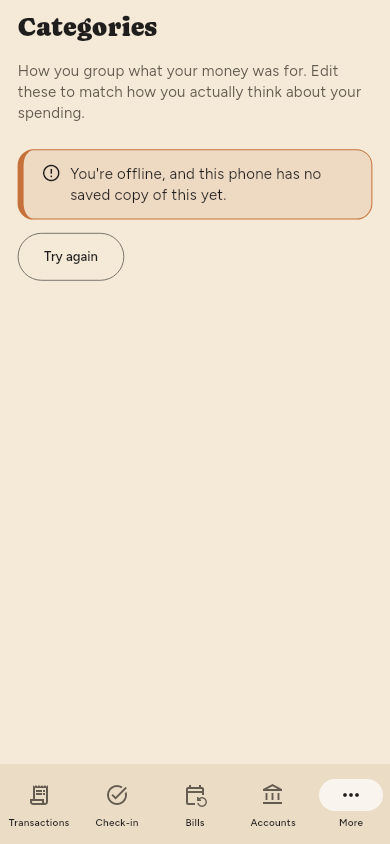 Categories
How you group what your money was for. Edit
these to match how you actually think about your
spending.
You're offline, and this phone has no
saved copy of this yet.
Try again
Transactions
Check-in
Bills
Accounts
More